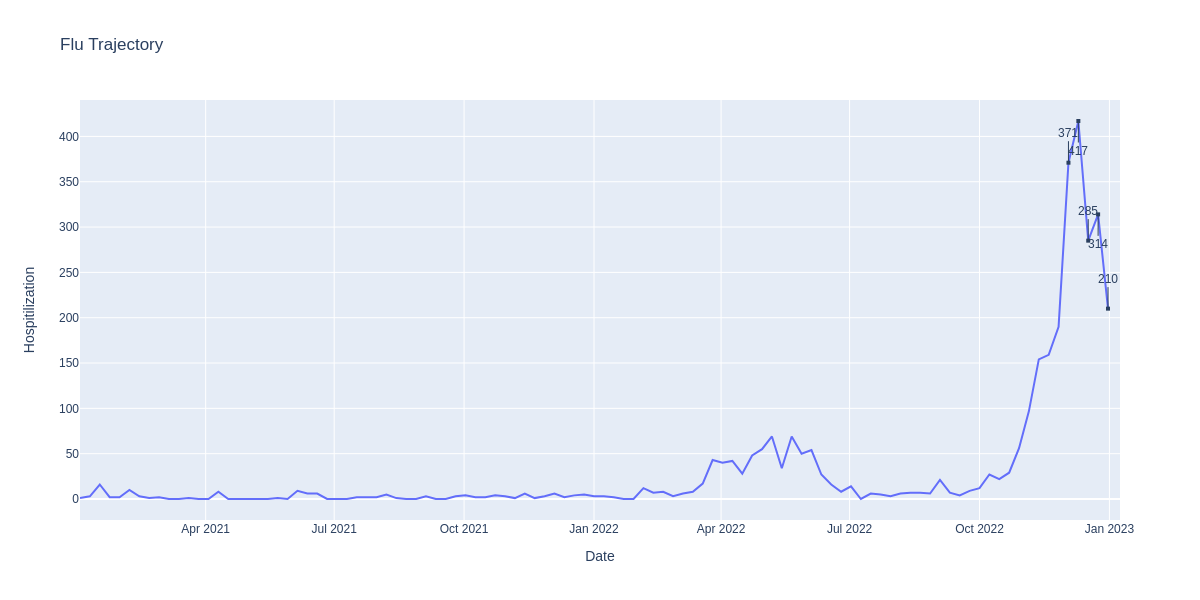 Flu Trajectory
400
350
300
250
200
150
100
50
0
Hospitilization
371
417
285
314
210
Apr 2021
Jul 2021
Oct 2021
Jan 2022
Apr 2022
Jul 2022
Oct 2022
Jan 2023
Date